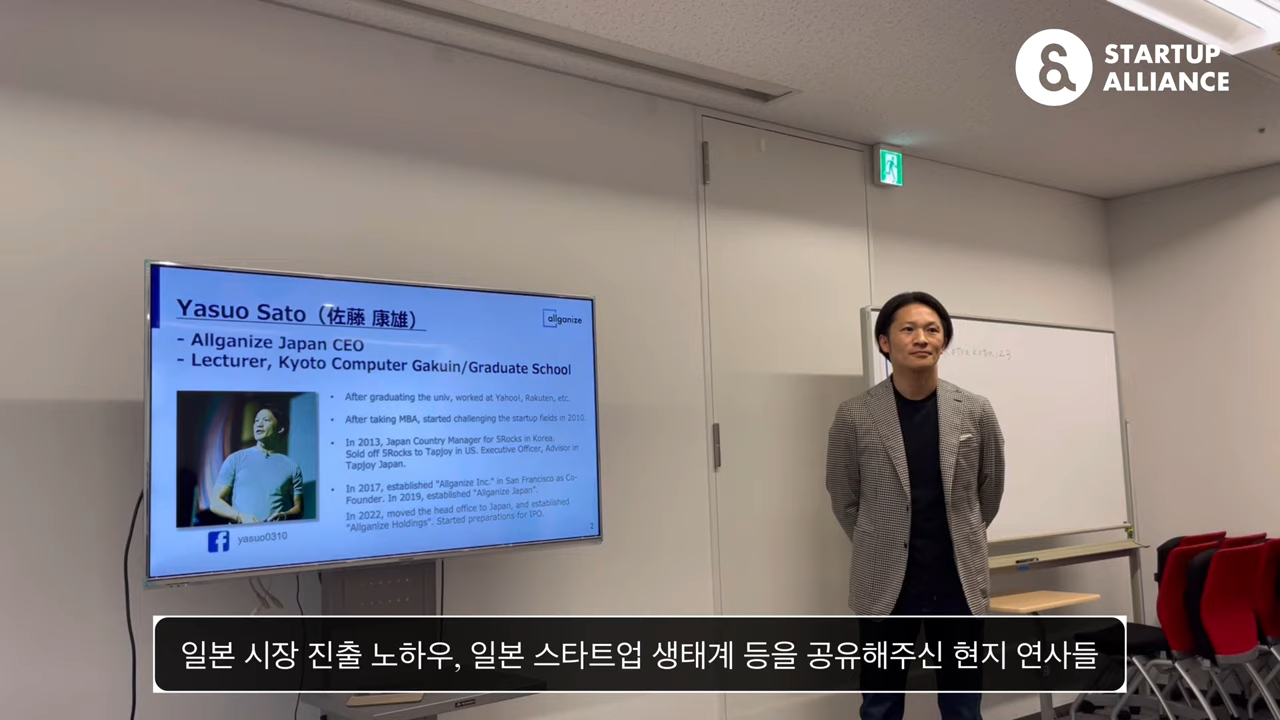 STARTUP
ALLIANCE
Yasuo Sato（佐藤 康雄）
allganize
- Allganize Japan CEO
- Lecturer, Kyoto Computer Gakuin/Graduate School
• After graduating the univ, worked at Yahoo!, Rakuten, etc.
• After taking MBA, started challenging the startup fields in 2010.
• In 2013, Japan Country Manager for 5Rocks in Korea.
Sold off 5Rocks to Tapjoy in US. Executive Officer, Advisor in
Tapjoy Japan.
• In 2017, established "Allganize Inc." in San Francisco as Co-
Founder. In 2019, established "Allganize Japan".
In 2022, moved the head office to Japan, and established
"Allganize Holdings". Started preparations for IPO.
yasuo0310
2
일본 시장 진출 노하우, 일본 스타트업 생태계 등을 공유해주신 현지 연사들